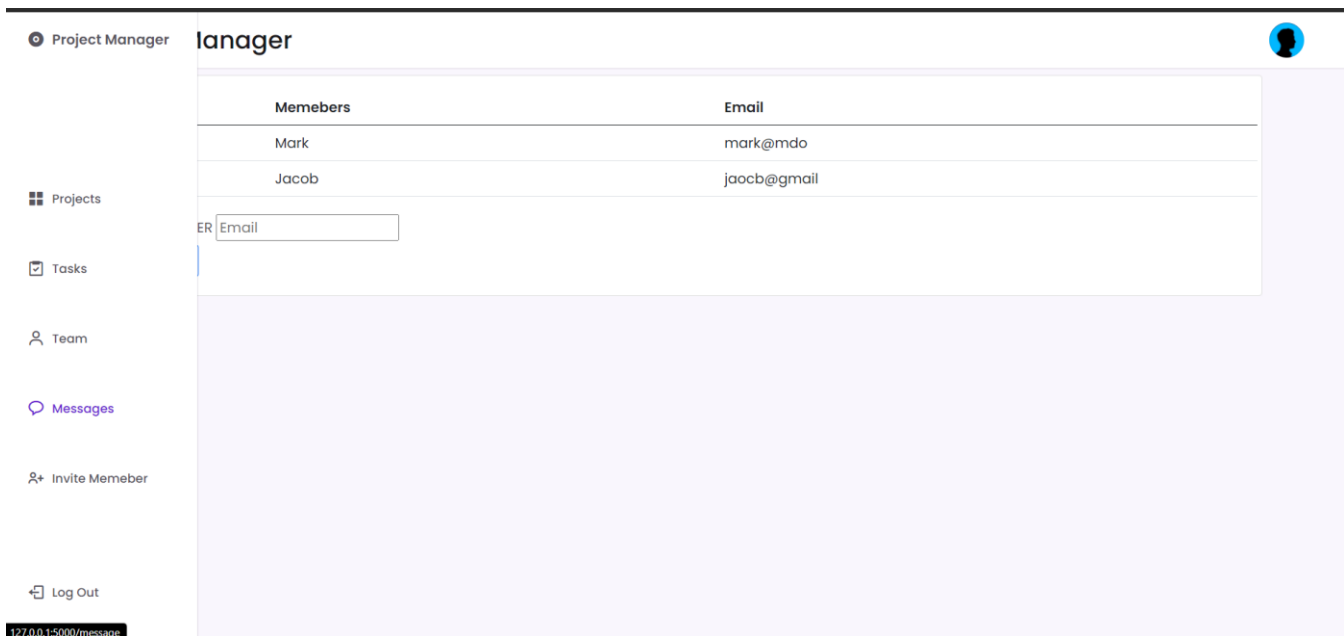 Project Manager
lanager
Memebers Email
Mark mark@mdo
Jacob jaocb@gmail
Projects
ER Email
Tasks
Team
Messages
Invite Memeber
Log Out
127.0.0.1:5000/message